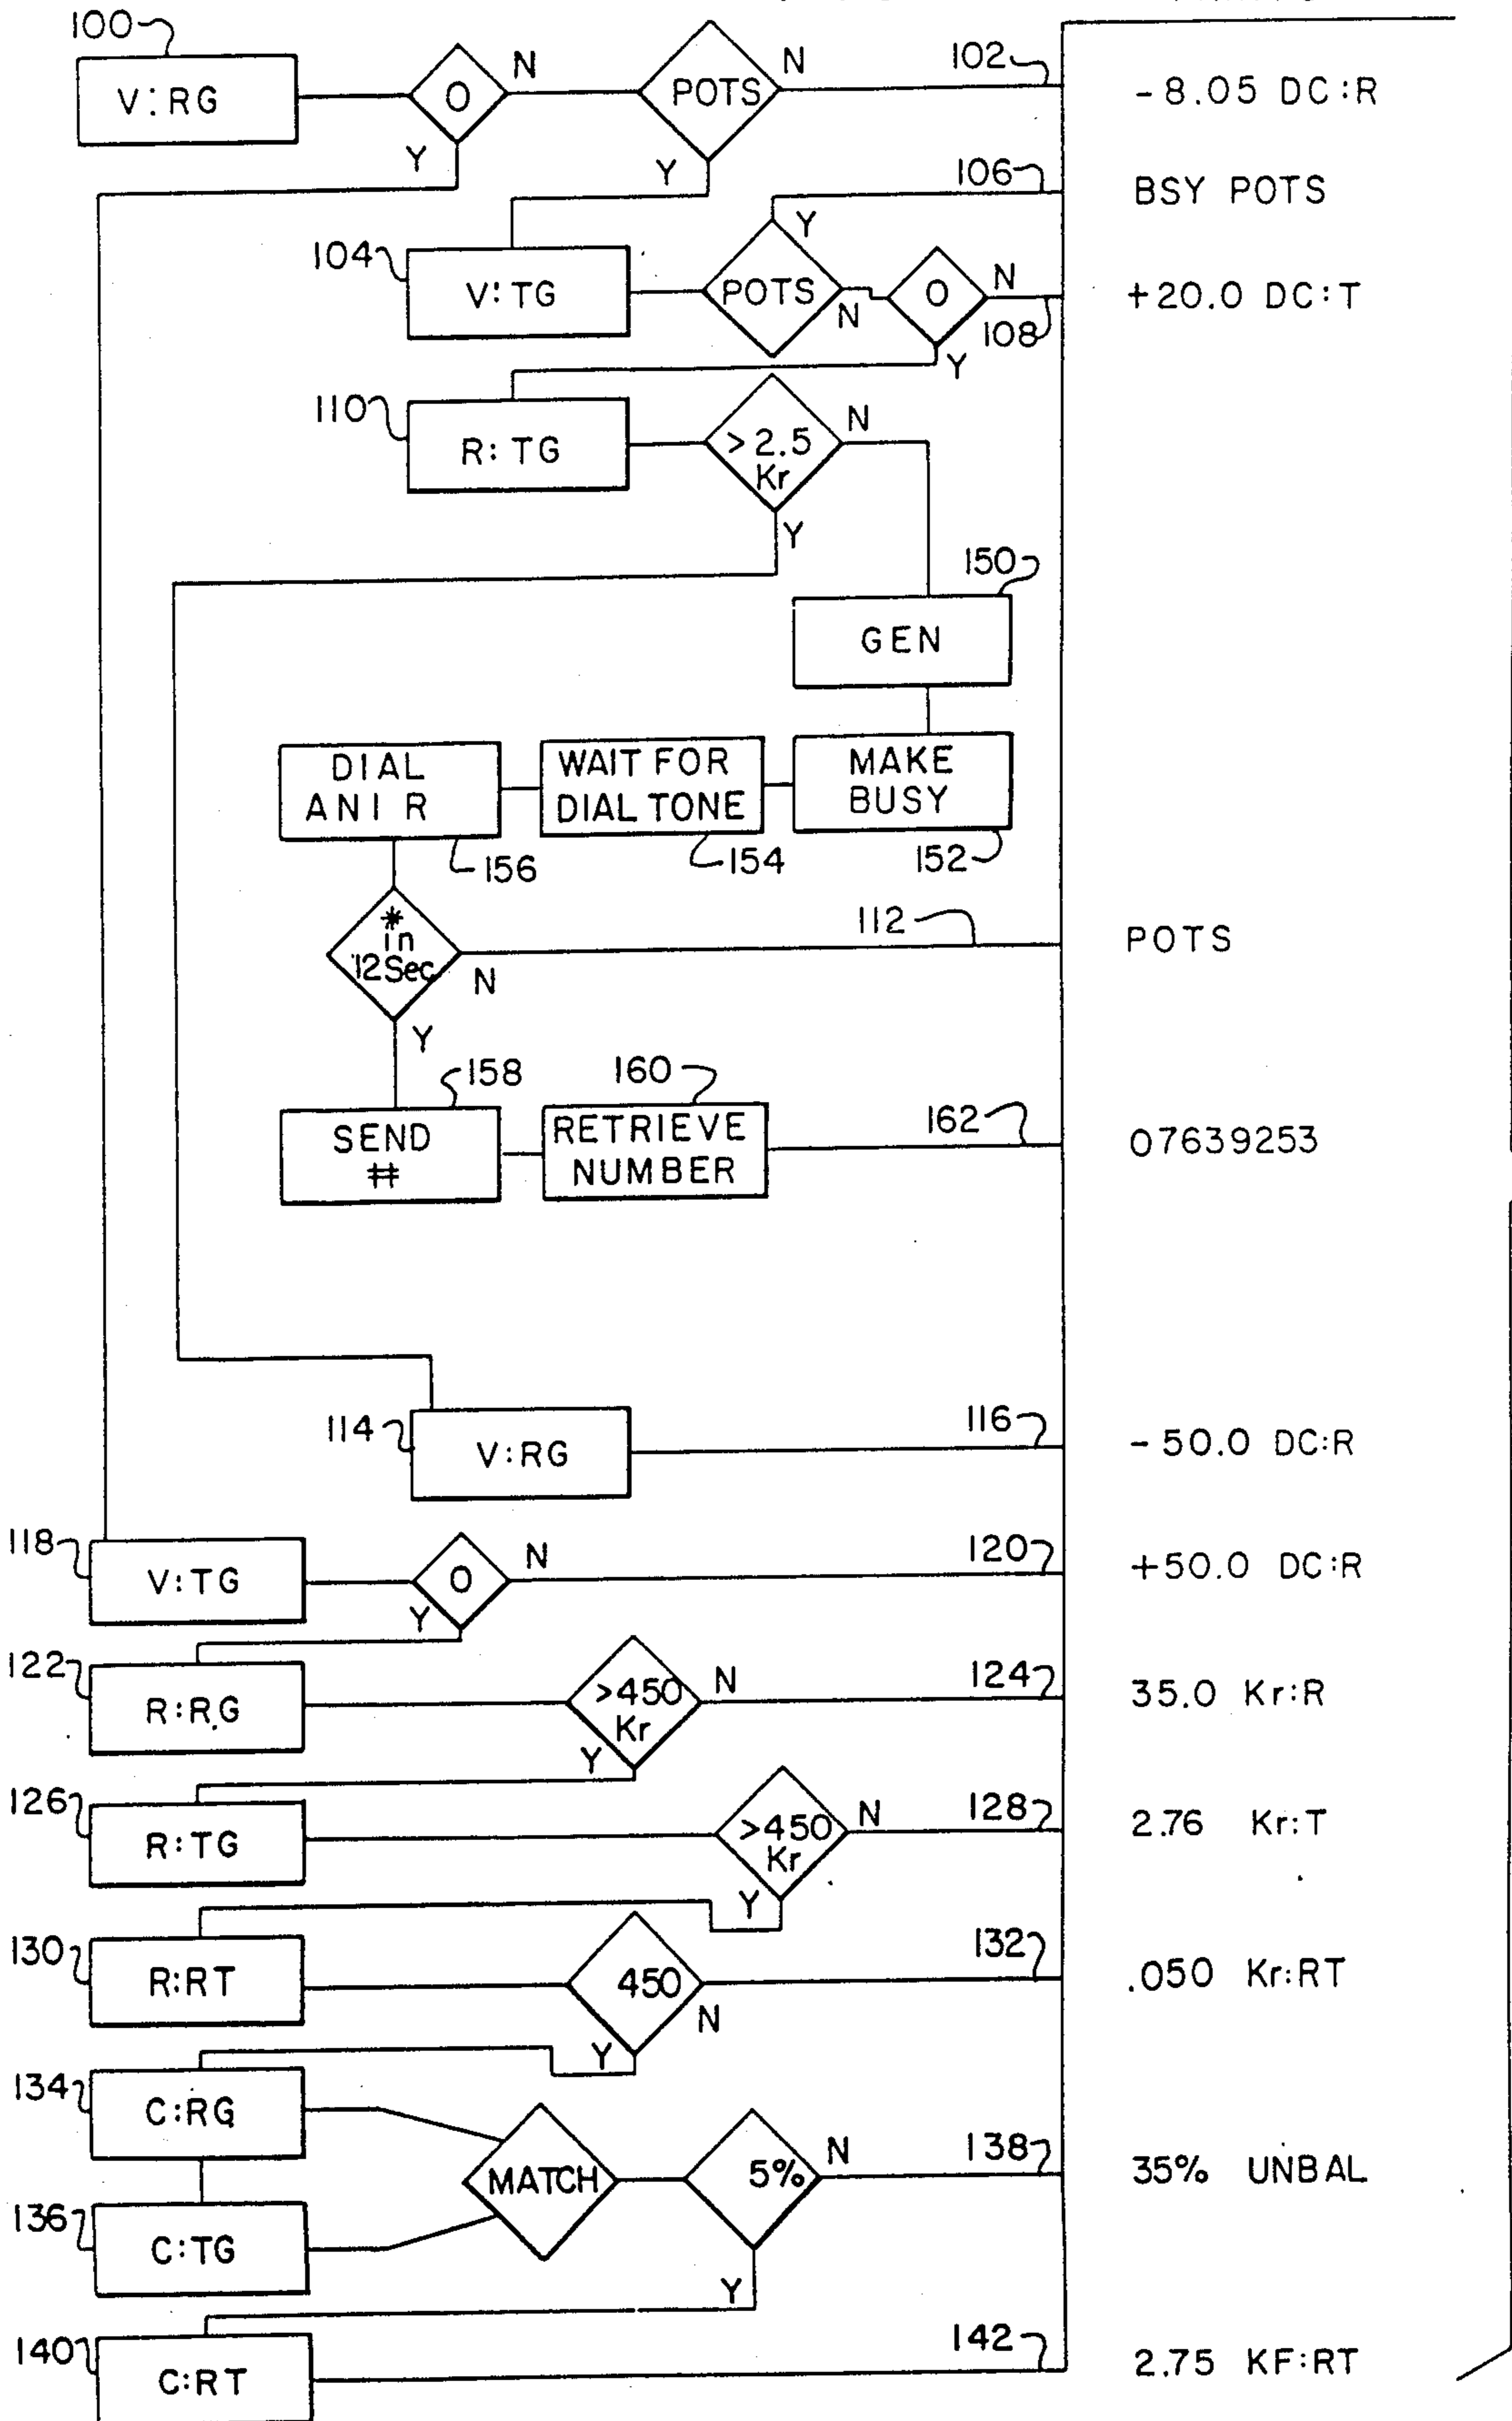 100
V:RG
O
N
Y
POTS
N
Y
102
-8.05 DC:R
106
BSY POTS
104
V:TG
POTS
Y
N
O
N
Y
108
+20.0 DC:T
110
R:TG
>2.5
Kr
N
Y
150
GEN
DIAL
ANI R
WAIT FOR
DIAL TONE
MAKE
BUSY
156
154
152
*
in
12Sec
N
Y
112
POTS
158
160
SEND
#
RETRIEVE
NUMBER
162
07639253
114
V:RG
116
-50.0 DC:R
118
V:TG
O
N
Y
120
+50.0 DC:R
122
R:RG
>450
Kr
N
Y
124
35.0 Kr:R
126
R:TG
>450
Kr
N
Y
128
2.76 Kr:T
130
R:RT
450
N
Y
132
.050 Kr:RT
134
C:RG
MATCH
5%
N
Y
138
35% UNBAL
136
C:TG
140
C:RT
142
2.75 KF:RT